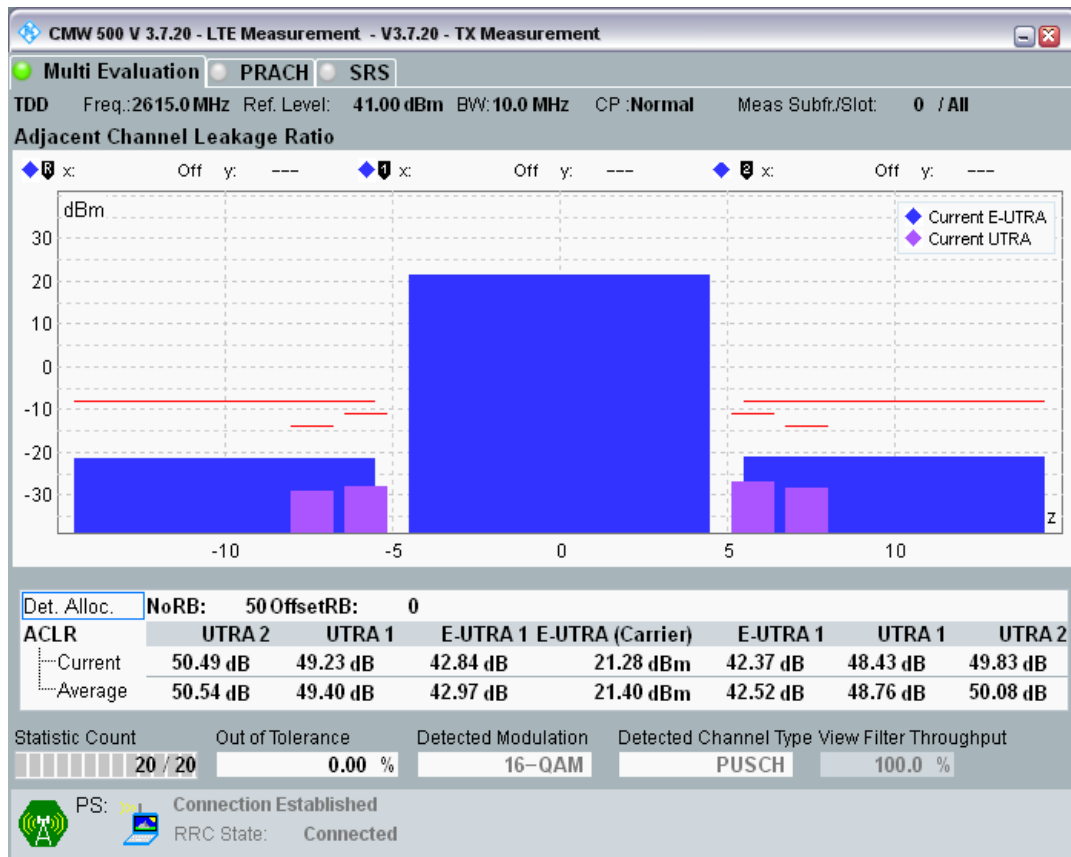 CMW 500 V 3.7.20 - LTE Measurement - V3.7.20 - TX Measurement
Multi Evaluation PRACH SRS
TDD Freq.:2615.0 MHz Ref. Level: 41.00 dBm BW:10.0 MHz CP :Normal Meas Subfr./Slot: 0 / All
Adjacent Channel Leakage Ratio
R x: Off y: --- 1 x: Off y: --- 2 x: Off y: ---
dBm
Current E-UTRA
Current UTRA
30
20
10
0
-10
-20
-30
z
-10 -5 0 5 10
Det. Alloc. NoRB: 50 OffsetRB: 0
ACLR UTRA 2 UTRA 1 E-UTRA 1 E-UTRA (Carrier) E-UTRA 1 UTRA 1 UTRA 2
Current 50.49 dB 49.23 dB 42.84 dB 21.28 dBm 42.37 dB 48.43 dB 49.83 dB
Average 50.54 dB 49.40 dB 42.97 dB 21.40 dBm 42.52 dB 48.76 dB 50.08 dB
Statistic Count Out of Tolerance Detected Modulation Detected Channel Type View Filter Throughput
20 / 20 0.00 % 16-QAM PUSCH 100.0 %
PS: Connection Established
RRC State: Connected